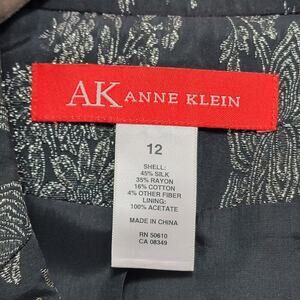 AK ANNE KLEIN
12
SHELL:
45% SILK
35% RAYON
16% COTTON
4% OTHER FIBER
LINING:
100% ACETATE
MADE IN CHINA
RN 50610
CA 08349